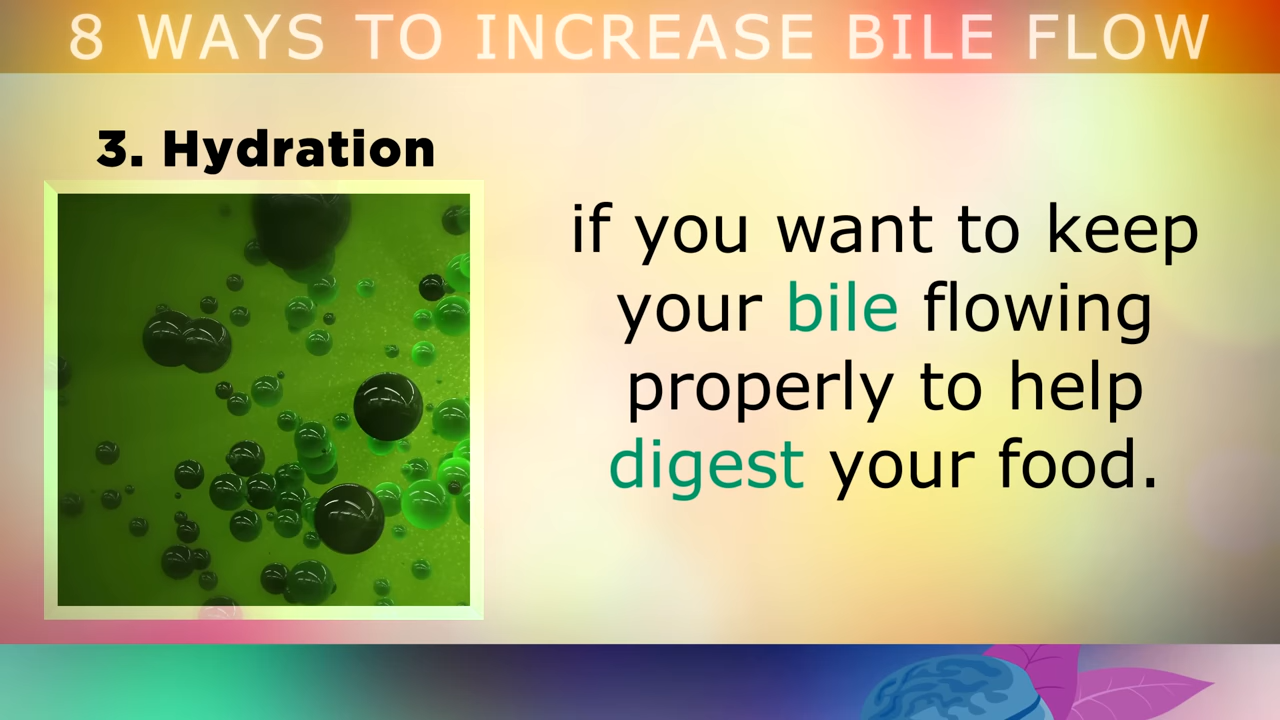 8 WAYS TO INCREASE BILE FLOW
3. Hydration
if you want to keep
your bile flowing
properly to help
digest your food.